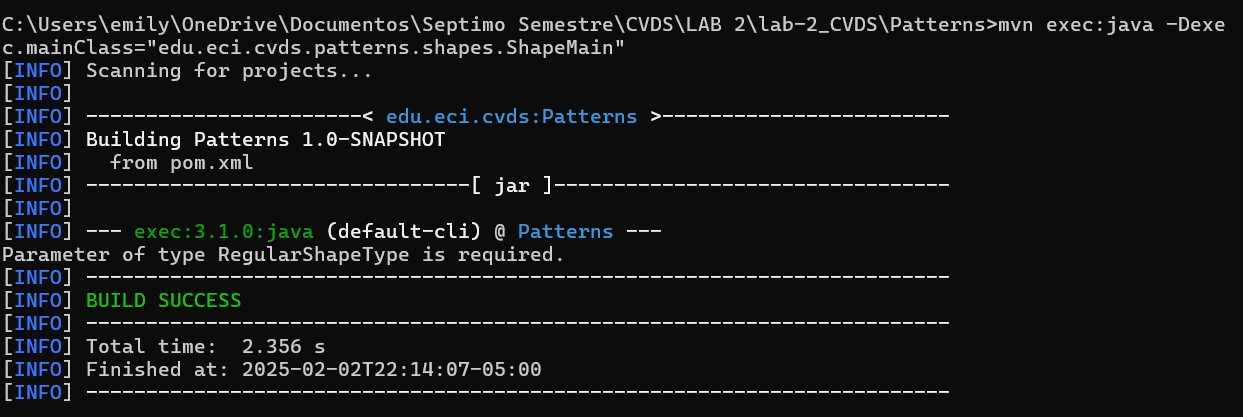 C:\Users\emily\OneDrive\Documentos\Septimo Semestre\CVDS\LAB 2\lab-2_CVDS\Patterns>mvn exec:java -Dexe
c.mainClass="edu.eci.cvds.patterns.shapes.ShapeMain"
[INFO] Scanning for projects...
[INFO]
[INFO] -----------------------< edu.eci.cvds:Patterns >------------------------
[INFO] Building Patterns 1.0-SNAPSHOT
[INFO]   from pom.xml
[INFO] --------------------------------[ jar ]---------------------------------
[INFO]
[INFO] --- exec:3.1.0:java (default-cli) @ Patterns ---
Parameter of type RegularShapeType is required.
[INFO] ------------------------------------------------------------------------
[INFO] BUILD SUCCESS
[INFO] ------------------------------------------------------------------------
[INFO] Total time:  2.356 s
[INFO] Finished at: 2025-02-02T22:14:07-05:00
[INFO] ------------------------------------------------------------------------